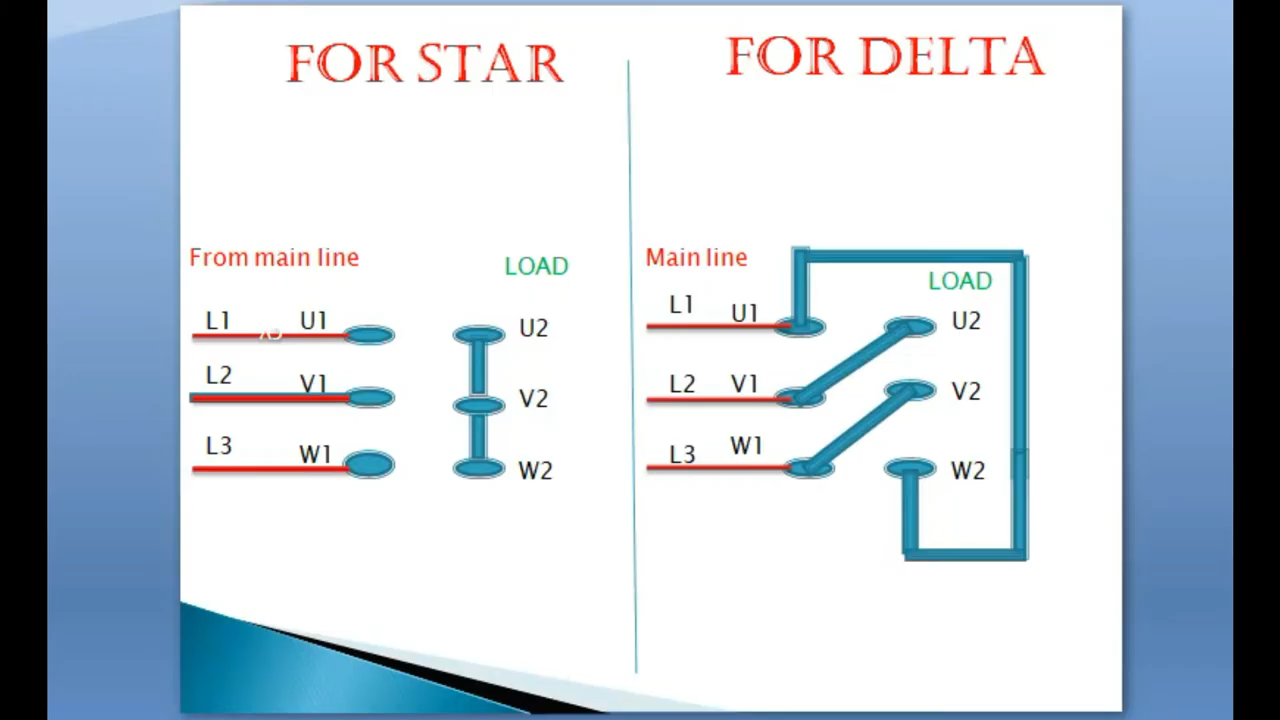 FOR STAR
From main line
LOAD
L1
U1
U2
L2
V1
V2
L3
W1
W2
FOR DELTA
Main line
LOAD
L1
U1
U2
L2
V1
V2
L3
W1
W2